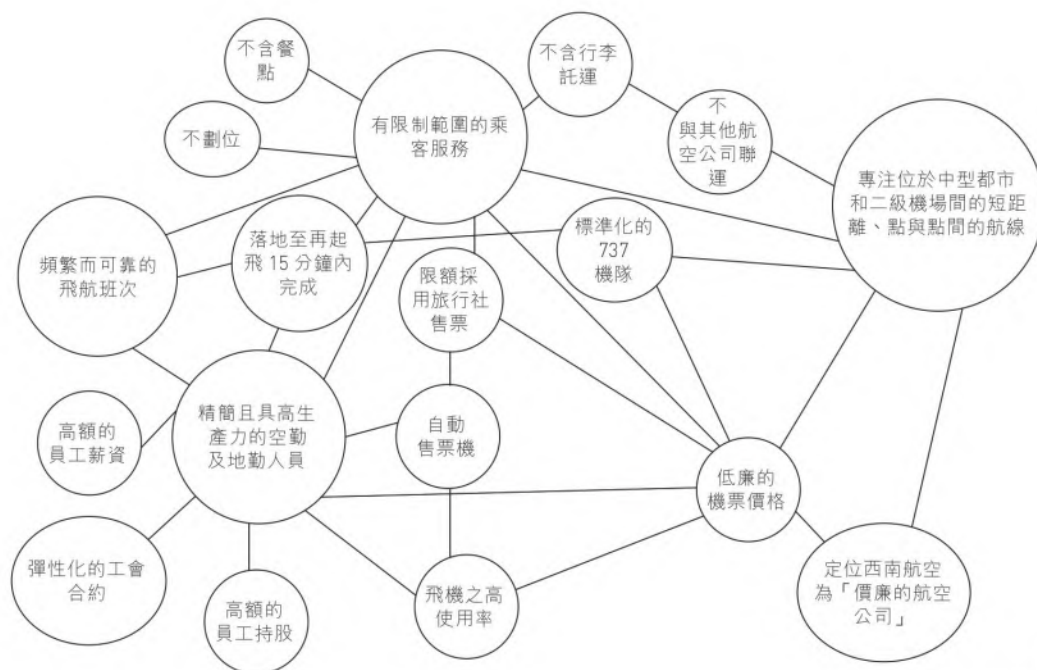 不含餐
點
不含行李
託運
不劃位
有限制範圍的乘
客服務
不
與其他航
空公司聯
運
專注位於中型都市
和二級機場間的短距
離、點與點間的航線
頻繁而可靠的
飛航班次
落地至再起
飛 15 分鐘內
完成
標準化的
737
機隊
限額採
用旅行社
售票
高額的
員工薪資
精簡且具高生
產力的空勤
及地勤人員
自動
售票機
低廉的
機票價格
彈性化的工會
合約
高額的
員工持股
飛機之高
使用率
定位西南航空
為「價廉的航空
公司」